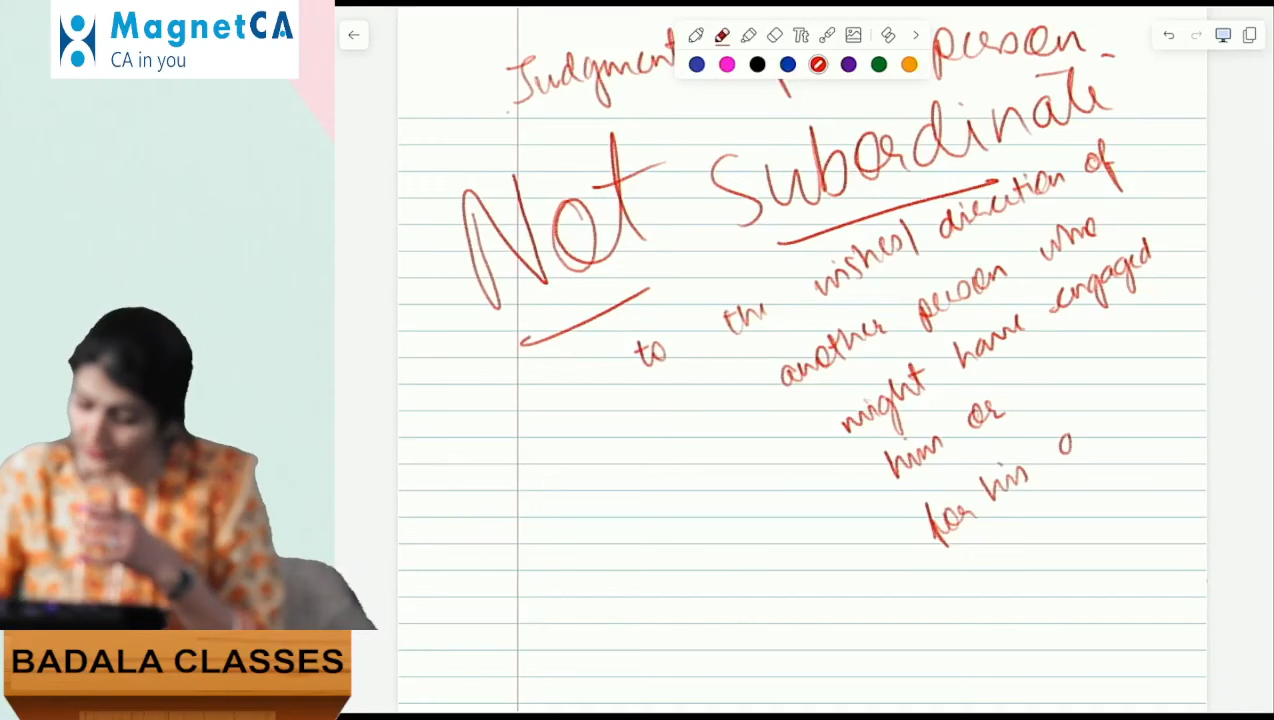 MagnetCA
CA in you
Judgment person
Not subordinate
to the wishes/ direction of
another person who
might have engaged
him or
for his o
Tt
BADALA CLASSES